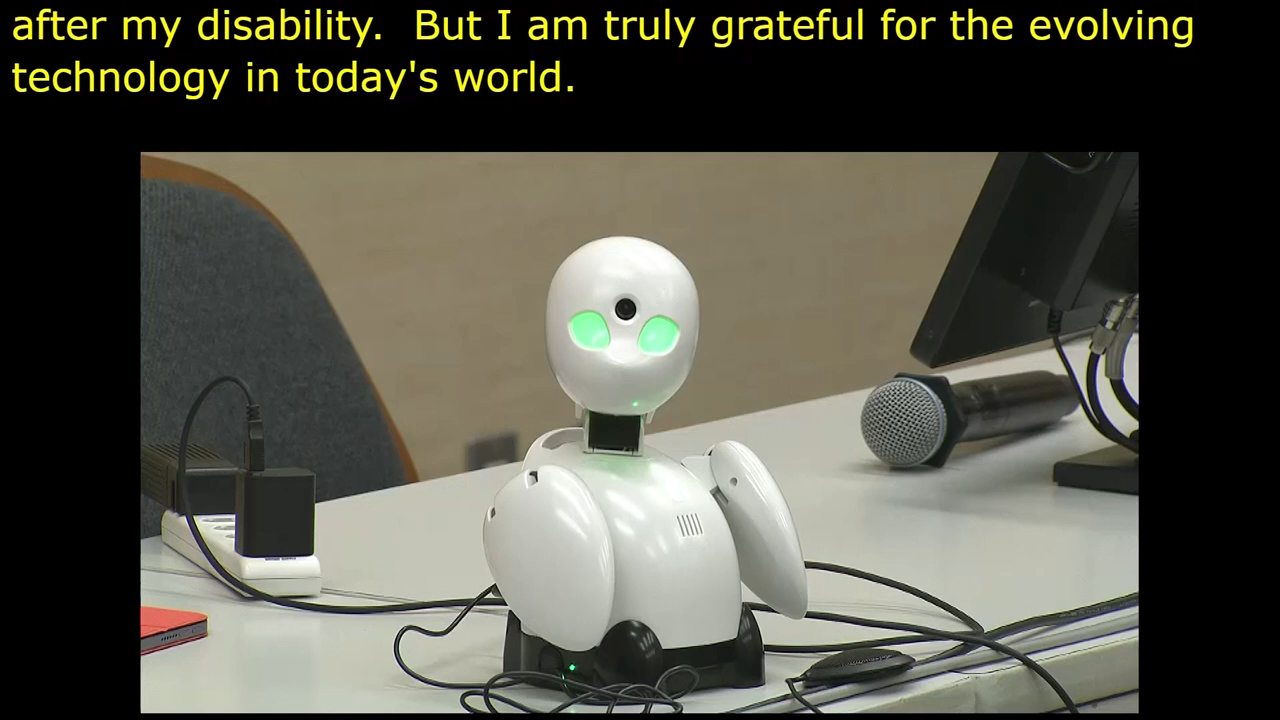 after my disability.  But I am truly grateful for the evolving
technology in today's world.